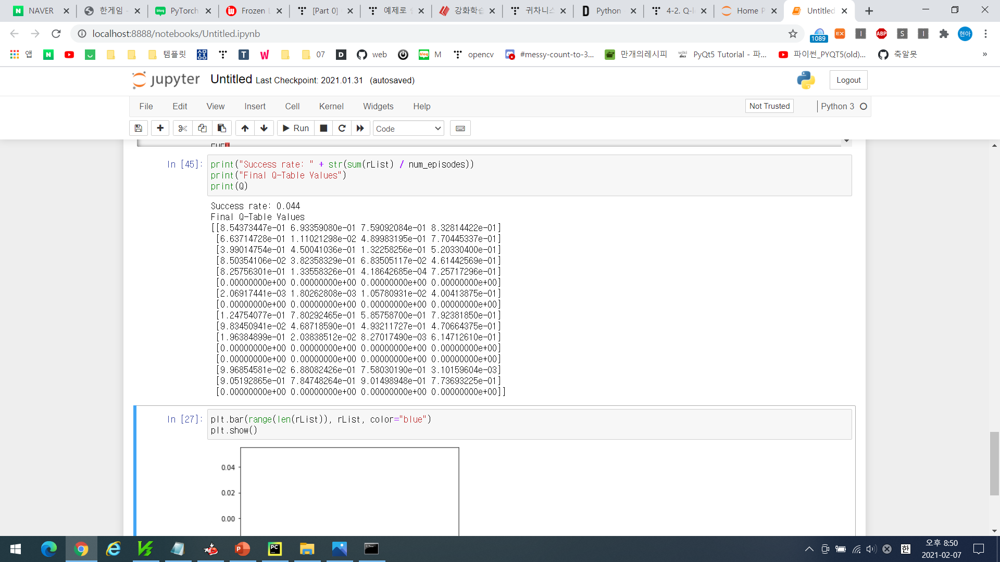 NAVER
한게임 -
PyTorch
Frozen
[Part 0]
예제로
강화학습
귀차니스
Python
4-2. Q-l
Home P
Untitled
localhost:8888/notebooks/Untitled.ipynb
1089
EX
ABP
S
현아
앱
템플릿
07
web
M
opencv
#messy-count-to-3...
만개의레시피
PyQt5 Tutorial - 파...
파이썬_PYQT5(old)...
축알못
»
jupyter Untitled Last Checkpoint: 2021.01.31 (autosaved)
Logout
File Edit View Insert Cell Kernel Widgets Help
Not Trusted
Python 3
Run
Code
In [45]: print("Success rate: " + str(sum(rList) / num_episodes))
print("Final Q-Table Values")
print(Q)
Success rate: 0.044
Final Q-Table Values
[[8.54373447e-01 6.93359080e-01 7.59092084e-01 8.32814422e-01]
[6.63714728e-01 1.11021298e-02 4.89983195e-01 7.70445337e-01]
[3.99014754e-01 4.50041036e-01 1.32258256e-01 5.20330400e-01]
[8.50354106e-02 3.82358329e-01 6.83505117e-02 4.61442569e-01]
[8.25756301e-01 1.33558326e-01 4.18642685e-04 7.25717296e-01]
[0.00000000e+00 0.00000000e+00 0.00000000e+00 0.00000000e+00]
[2.06917441e-03 1.80262808e-03 1.05780931e-02 4.00413875e-01]
[0.00000000e+00 0.00000000e+00 0.00000000e+00 0.00000000e+00]
[1.24754077e-01 7.80292465e-01 5.85758700e-01 7.92381850e-01]
[9.83450941e-02 4.68718590e-01 4.93211727e-01 4.70664375e-01]
[1.96384899e-01 2.03838512e-02 8.27017490e-03 6.14712610e-01]
[0.00000000e+00 0.00000000e+00 0.00000000e+00 0.00000000e+00]
[0.00000000e+00 0.00000000e+00 0.00000000e+00 0.00000000e+00]
[9.96854581e-02 6.88082426e-01 7.58030190e-01 3.10159604e-03]
[9.05192865e-01 7.84748264e-01 9.01498948e-01 7.73693225e-01]
[0.00000000e+00 0.00000000e+00 0.00000000e+00 0.00000000e+00]]
In [27]: plt.bar(range(len(rList)), rList, color="blue")
plt.show()
0.04
0.02
0.00
한
오후 8:50
2021-02-07